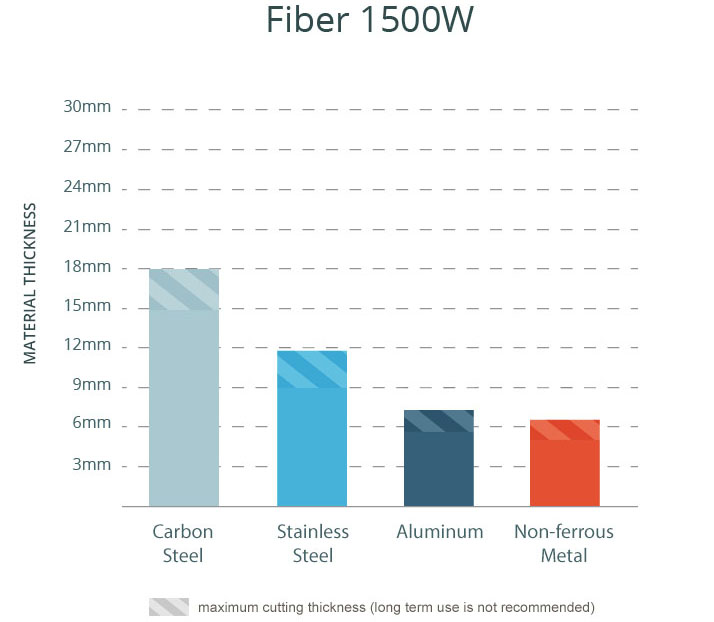 Fiber 1500W
30mm
27mm
24mm
21mm
18mm
15mm
12mm
9mm
6mm
3mm
MATERIAL THICKNESS
Carbon
Steel
Stainless
Steel
Aluminum
Non-ferrous
Metal
maximum cutting thickness (long term use is not recommended)